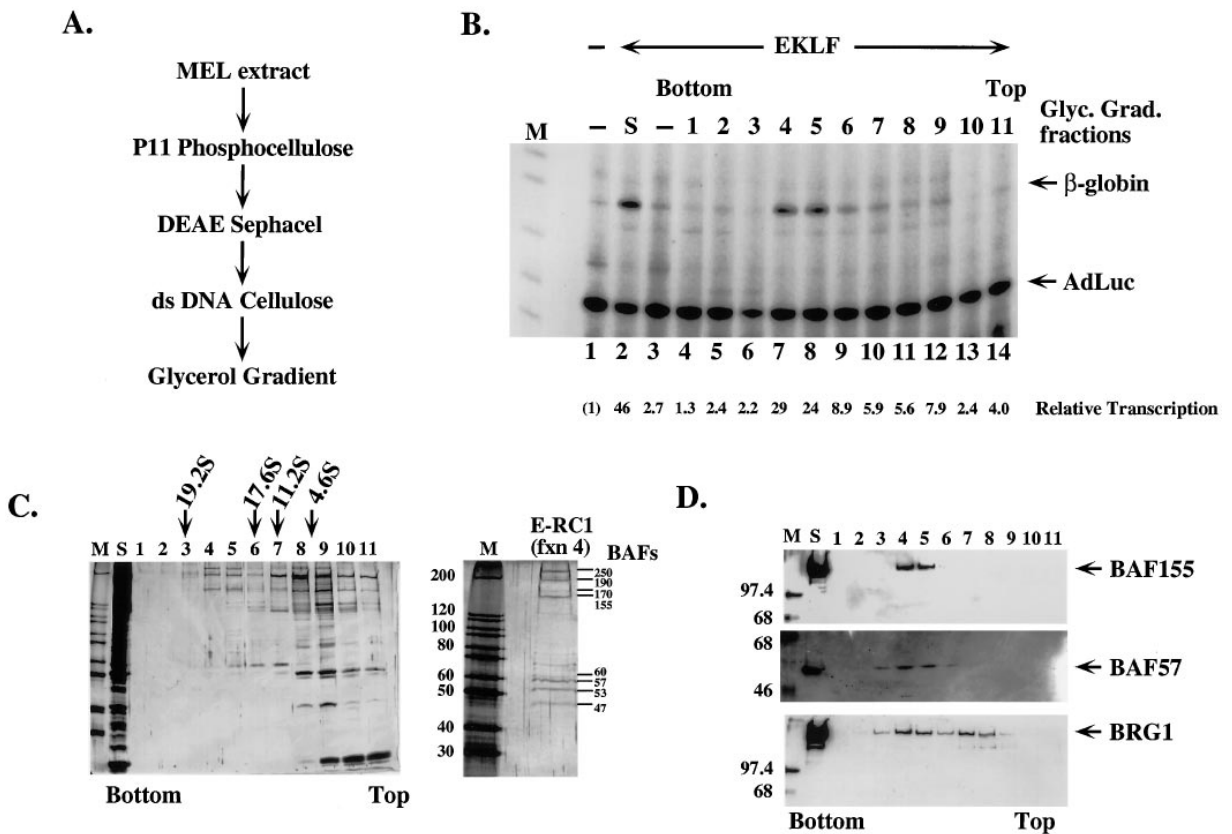 A.
MEL extract
P11 Phosphocellulose
DEAE Sephacel
ds DNA Cellulose
Glycerol Gradient
B.
– EKLF
Bottom Top
M – S – 1 2 3 4 5 6 7 8 9 10 11
Glyc. Grad.
fractions
β-globin
AdLuc
1 2 3 4 5 6 7 8 9 10 11 12 13 14
(1) 46 2.7 1.3 2.4 2.2 29 24 8.9 5.9 5.6 7.9 2.4 4.0 Relative Transcription
C.
19.2S 17.6S 11.2S 4.6S
M S 1 2 3 4 5 6 7 8 9 10 11
Bottom Top
E-RC1
(fxn 4)
M
BAFs
200
120
100
80
60
50
40
30
250
190
170
155
60
57
53
47
D.
M S 1 2 3 4 5 6 7 8 9 10 11
97.4
68
BAF155
68
46
BAF57
97.4
68
BRG1
Bottom Top